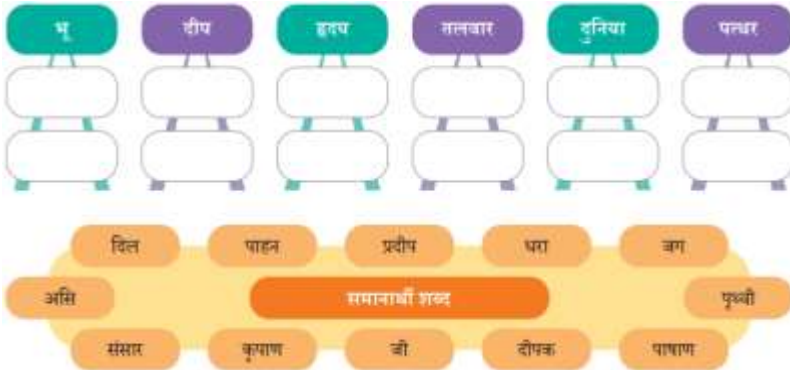 भू दीप हृदय तलवार दुनिया पत्थर
दिल पाहन प्रदीप धरा जग
असि समानार्थी शब्द पृथ्वी
संसार कृपाण जी दीपक पाषाण